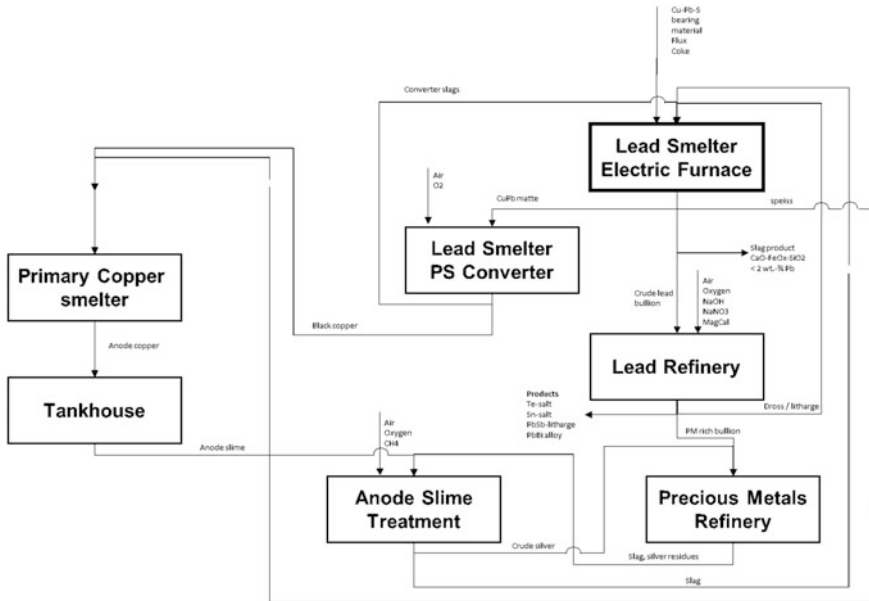 Cu-Pb-S
bearing
material
Flux
Coke
Converter slags
Lead Smelter
Electric Furnace
Air
O2
CuPb matte
speiss
Lead Smelter
PS Converter
Slag product
CaO-FeOx-SiO2
< 2 wt.-% Pb
Primary Copper
smelter
Crude lead
bullion
Air
Oxygen
NaOH
NaNO3
MagCal
Black copper
Anode copper
Lead Refinery
Tankhouse
Products
Te-salt
Sn-salt
PbSb-litharge
PbBi alloy
Dross / litharge
Air
Oxygen
CH4
PM rich bullion
Anode slime
Anode Slime
Treatment
Precious Metals
Refinery
Crude silver
Slag, silver residues
Slag